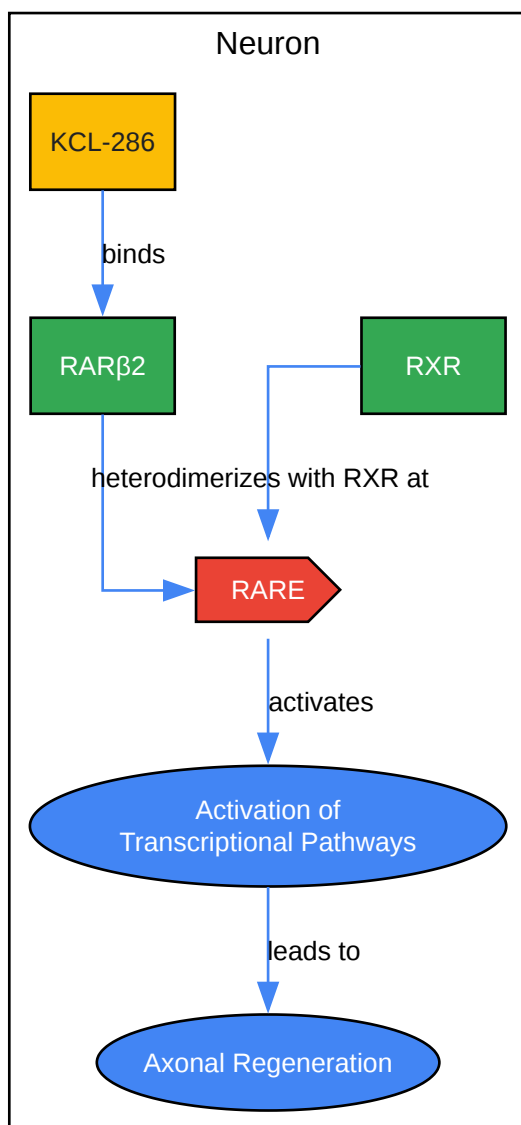 Neuron
KCL-286
binds
RARβ2
RXR
heterodimerizes with RXR at
RARE
activates
Activation of
Transcriptional Pathways
leads to
Axonal Regeneration